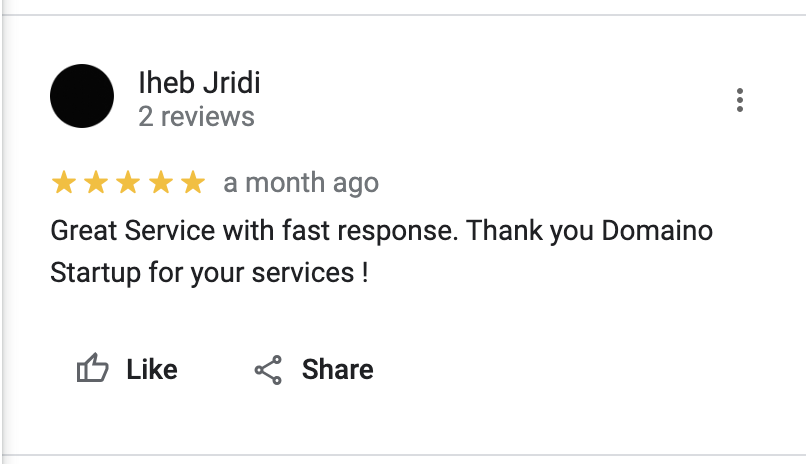 Iheb Jridi
2 reviews
a month ago
Great Service with fast response. Thank you Domaino
Startup for your services !
Like
Share